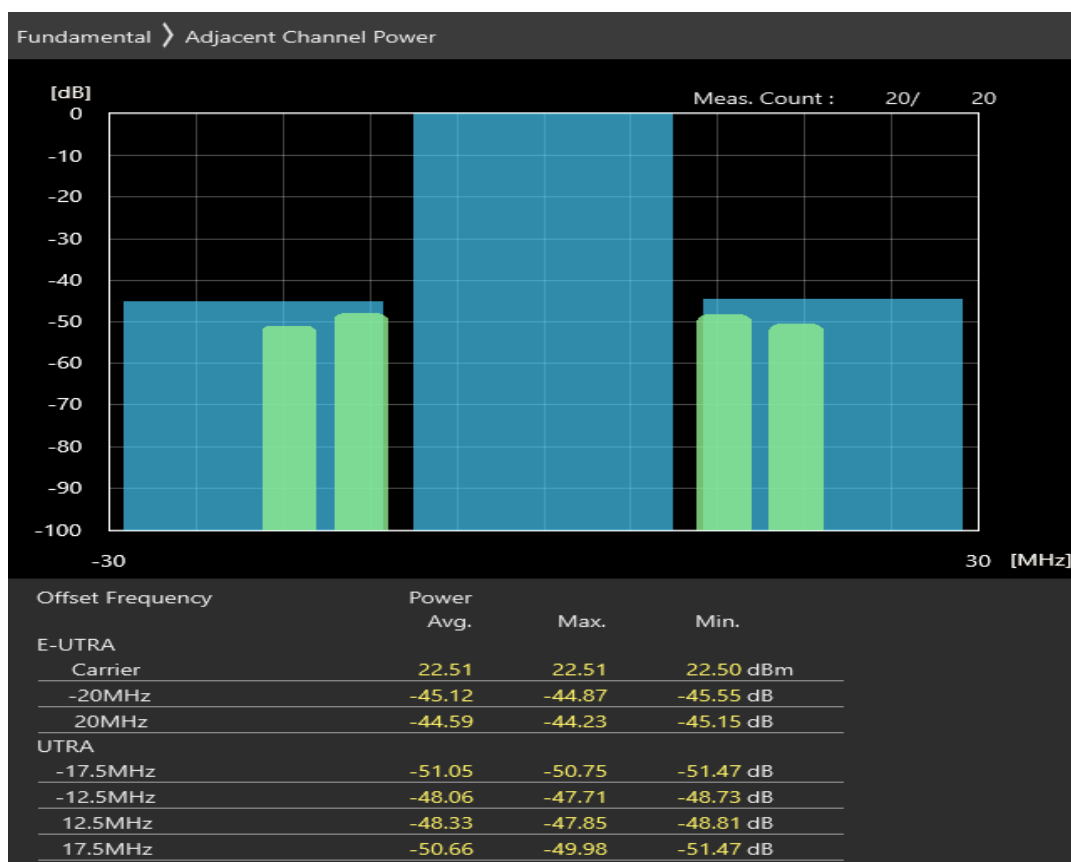 Fundamental ❯ Adjacent Channel Power
[dB]
Meas. Count : 20/ 20
0
-10
-20
-30
-40
-50
-60
-70
-80
-90
-100
-30 30 [MHz]
Offset Frequency Power
Avg. Max. Min.
E-UTRA
Carrier 22.51 22.51 22.50 dBm
-20MHz -45.12 -44.87 -45.55 dB
20MHz -44.59 -44.23 -45.15 dB
UTRA
-17.5MHz -51.05 -50.75 -51.47 dB
-12.5MHz -48.06 -47.71 -48.73 dB
12.5MHz -48.33 -47.85 -48.81 dB
17.5MHz -50.66 -49.98 -51.47 dB